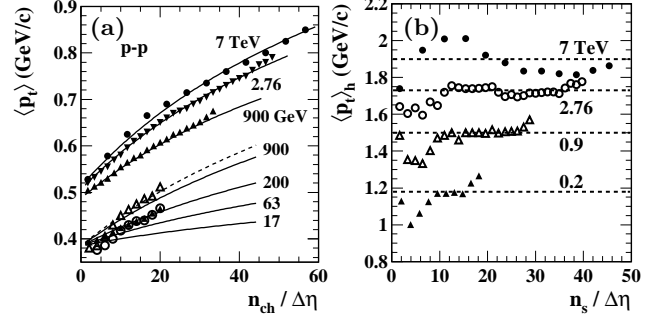 (a)
p-p
7 TeV
2.76
900 GeV
900
200
63
17
⟨p_t⟩ (GeV/c)
0.9
0.8
0.7
0.6
0.5
0.4
0 20 40 60
n_ch / Δη
(b)
7 TeV
2.76
0.9
0.2
⟨p_t⟩_h (GeV/c)
2.2
2
1.8
1.6
1.4
1.2
1
0.8
0 10 20 30 40 50
n_s / Δη